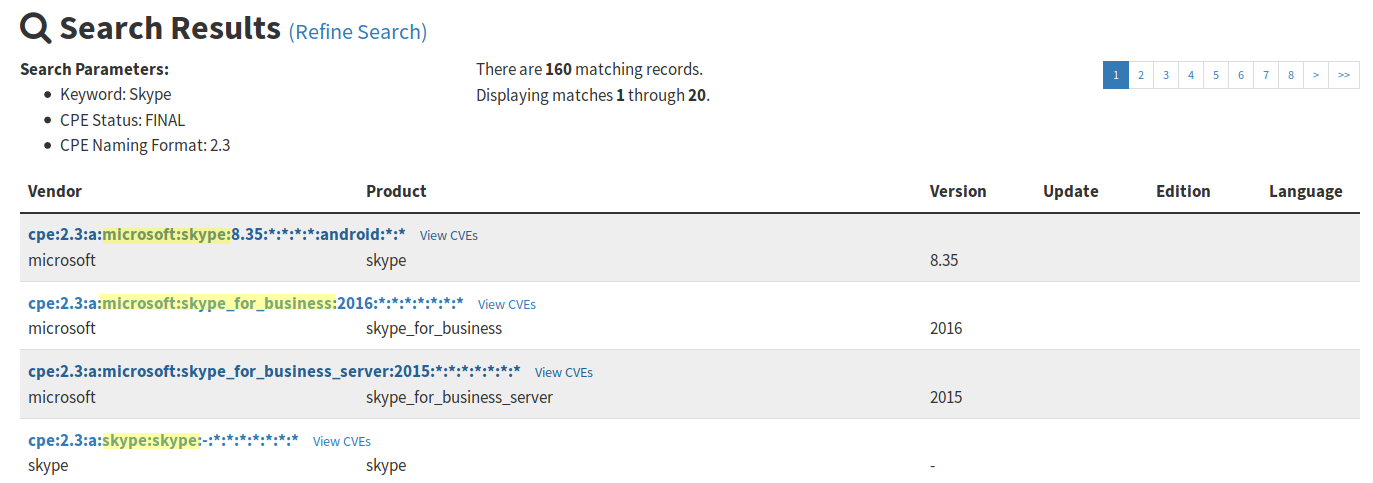 Search Results (Refine Search)
Search Parameters:
• Keyword: Skype
• CPE Status: FINAL
• CPE Naming Format: 2.3
There are 160 matching records.
Displaying matches 1 through 20.
1 2 3 4 5 6 7 8 > >>
Vendor Product Version Update Edition Language
cpe:2.3:a:microsoft:skype:8.35:*:*:*:*:android:*:* View CVEs
microsoft skype 8.35
cpe:2.3:a:microsoft:skype_for_business:2016:*:*:*:*:*:*:* View CVEs
microsoft skype_for_business 2016
cpe:2.3:a:microsoft:skype_for_business_server:2015:*:*:*:*:*:*:* View CVEs
microsoft skype_for_business_server 2015
cpe:2.3:a:skype:skype:-:*:*:*:*:*:*:* View CVEs
skype skype -